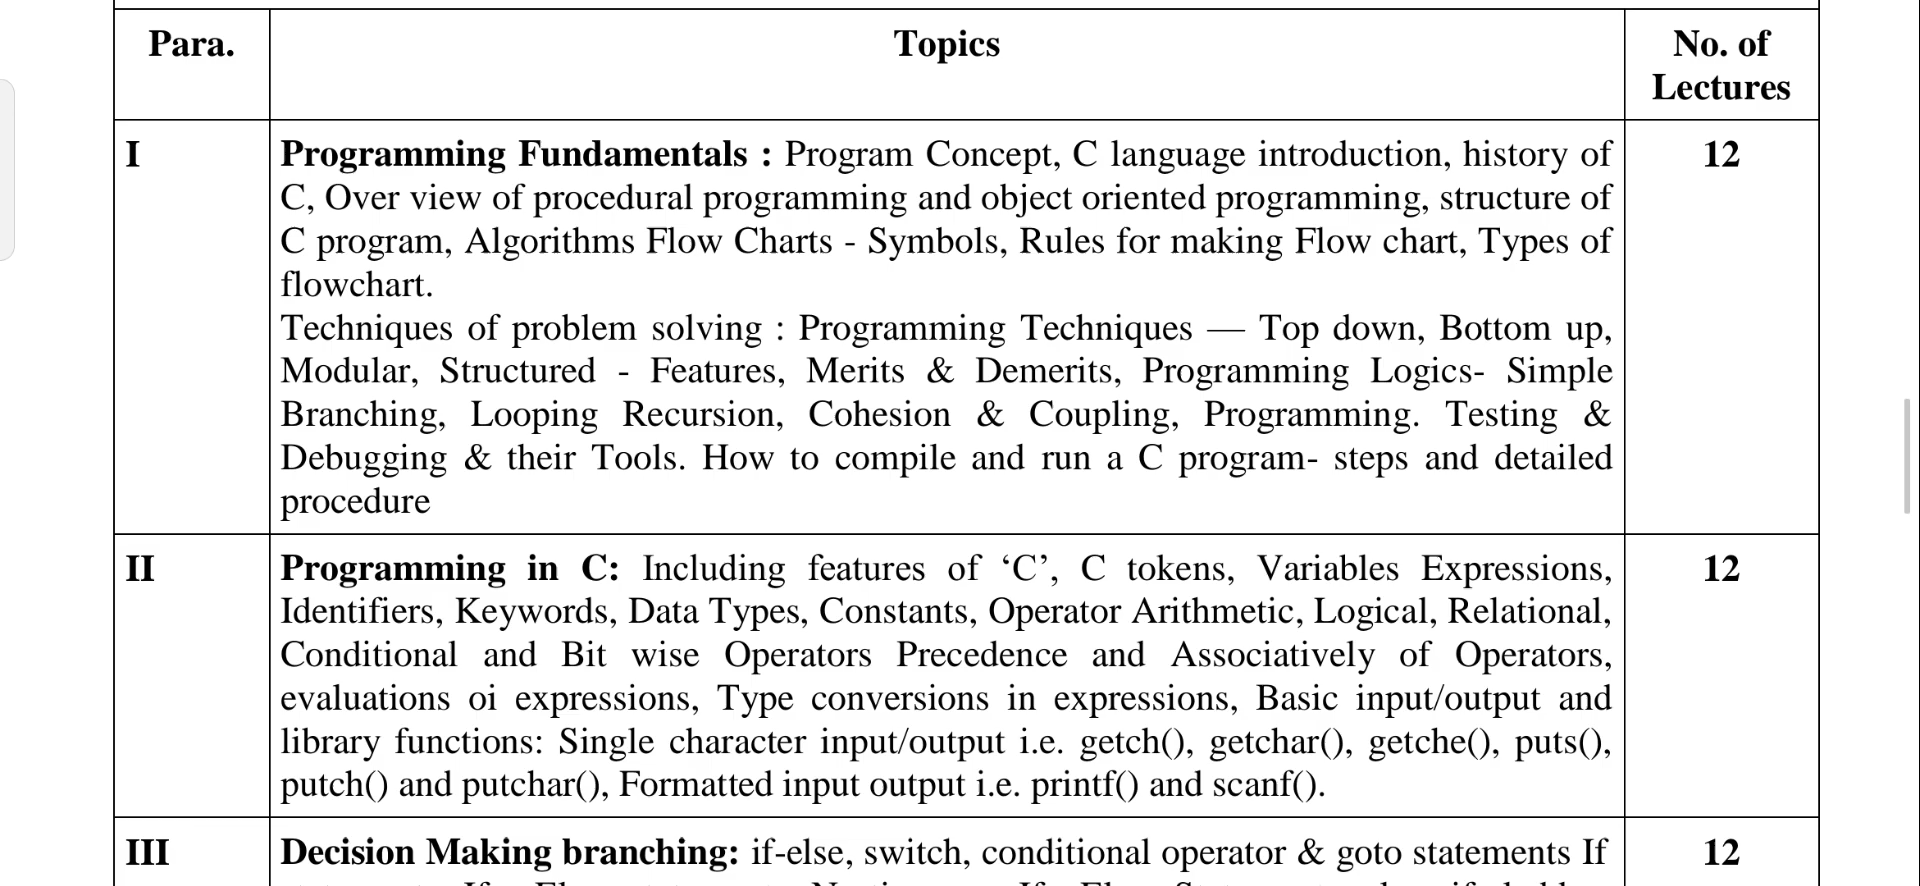 Para.
Topics
No. of
Lectures
I
Programming Fundamentals : Program Concept, C language introduction, history of
C, Over view of procedural programming and object oriented programming, structure of
C program, Algorithms Flow Charts - Symbols, Rules for making Flow chart, Types of
flowchart.
Techniques of problem solving : Programming Techniques — Top down, Bottom up,
Modular, Structured - Features, Merits & Demerits, Programming Logics- Simple
Branching, Looping Recursion, Cohesion & Coupling, Programming. Testing &
Debugging & their Tools. How to compile and run a C program- steps and detailed
procedure
12
II
Programming in C: Including features of ‘C’, C tokens, Variables Expressions,
Identifiers, Keywords, Data Types, Constants, Operator Arithmetic, Logical, Relational,
Conditional and Bit wise Operators Precedence and Associatively of Operators,
evaluations oi expressions, Type conversions in expressions, Basic input/output and
library functions: Single character input/output i.e. getch(), getchar(), getche(), puts(),
putch() and putchar(), Formatted input output i.e. printf() and scanf().
12
III
Decision Making branching: if-else, switch, conditional operator & goto statements If
12